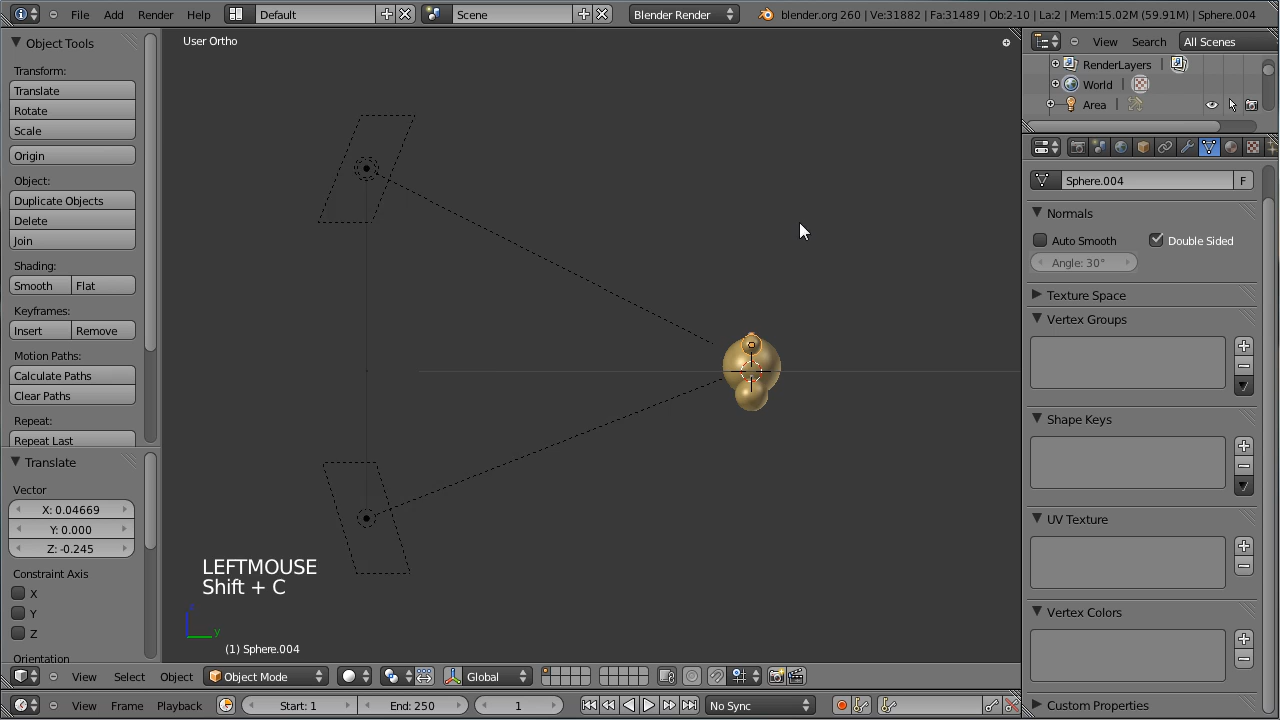 File Add Render Help Default Scene Blender Render blender.org 260 | Ve:31882 | Fa:31489 | Ob:2-10 | La:2 | Mem:15.02M (59.91M) | Sphere.004
Object Tools
Transform:
Translate
Rotate
Scale
Origin
Object:
Duplicate Objects
Delete
Join
Shading:
Smooth Flat
Keyframes:
Insert Remove
Motion Paths:
Calculate Paths
Clear Paths
Repeat:
Repeat Last
Translate
Vector
X: 0.04669
Y: 0.000
Z: -0.245
Constraint Axis
X
Y
Z
Orientation
User Ortho
LEFTMOUSE
Shift + C
y
(1) Sphere.004
View Select Object Object Mode Global
View Frame Playback Start: End: 250 1 No Sync
View Search All Scenes
RenderLayers
World
Area
Sphere.004 F
Normals
Auto Smooth Double Sided
Angle: 30°
Texture Space
Vertex Groups
Shape Keys
UV Texture
Vertex Colors
Custom Properties